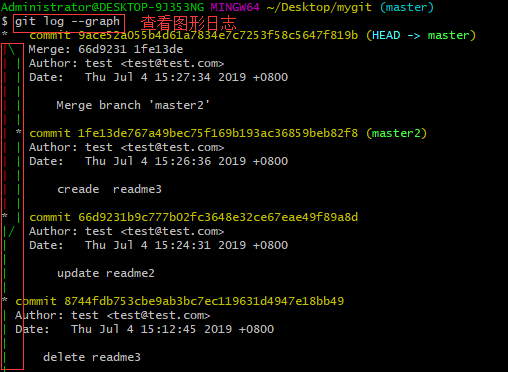 Administrator@DESKTOP-9J353NG MINGW64 ~/Desktop/mygit (master)
$ git log --graph 查看图形日志
* commit 9ace52a055b4d61a7834e7c7253f58c5647f819b (HEAD -> master)
|\ Merge: 66d9231 1fe13de
| | Author: test <test@test.com>
| | Date: Thu Jul 4 15:27:34 2019 +0800
| |
| | Merge branch 'master2'
| |
| * commit 1fe13de767a49bec75f169b193ac36859beb82f8 (master2)
| | Author: test <test@test.com>
| | Date: Thu Jul 4 15:26:36 2019 +0800
| |
| | creade readme3
| |
* | commit 66d9231b9c777b02fc3648e32ce67eae49f89a8d
|/ Author: test <test@test.com>
| Date: Thu Jul 4 15:24:31 2019 +0800
|
| update readme2
|
* commit 8744fdb753cbe9ab3bc7ec119631d4947e18bb49
| Author: test <test@test.com>
| Date: Thu Jul 4 15:12:45 2019 +0800
|
| delete readme3